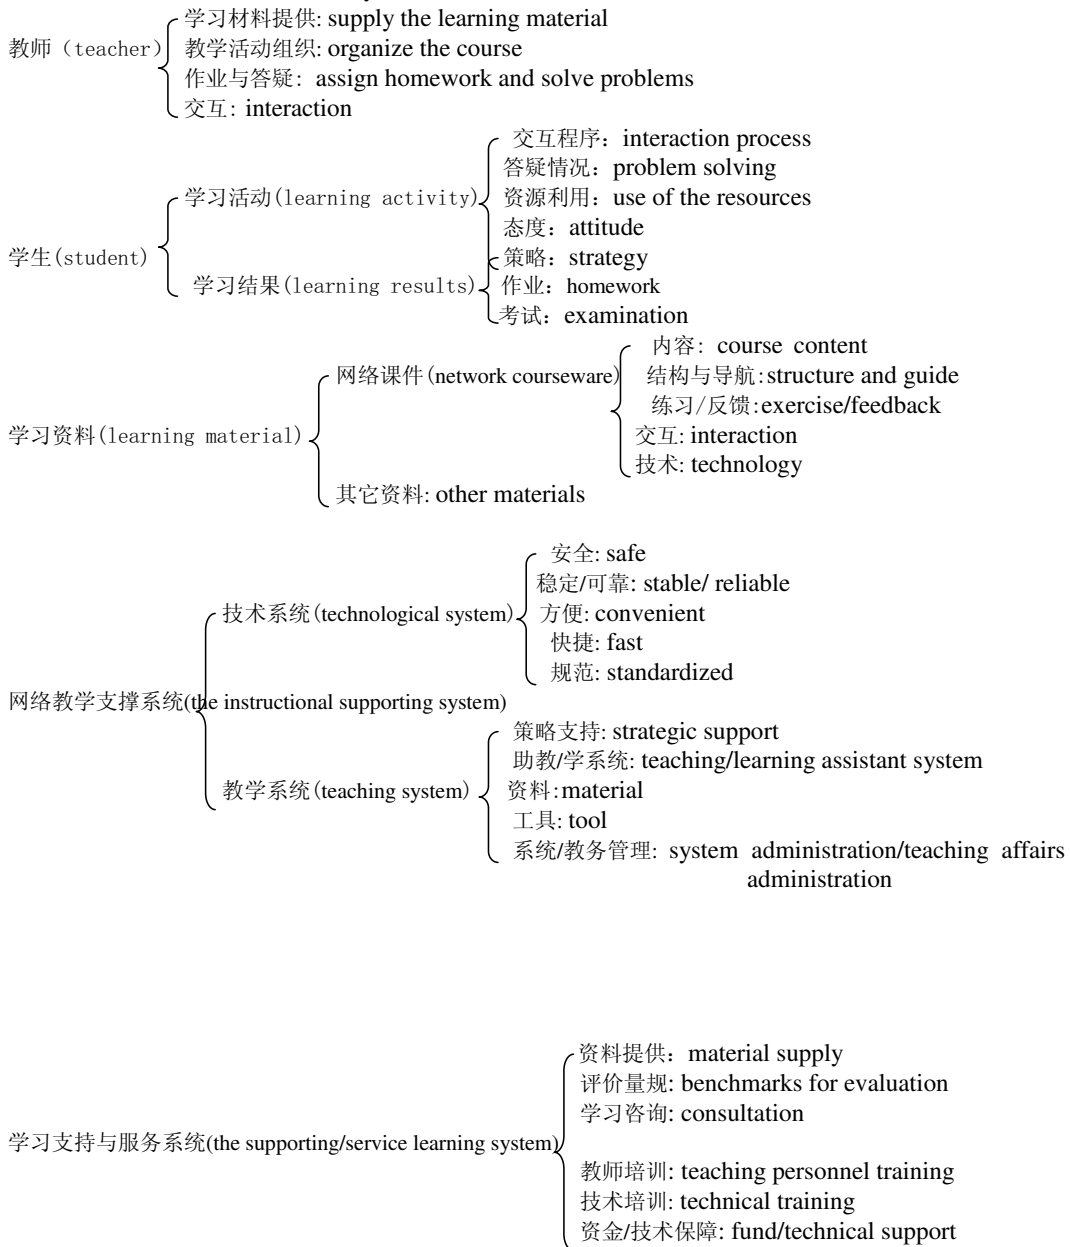 学习材料提供: supply the learning material
教师（teacher）
教学活动组织: organize the course
作业与答疑: assign homework and solve problems
交互: interaction
交互程序：interaction process
答疑情况：problem solving
学习活动(learning activity)
资源利用：use of the resources
态度：attitude
学生(student)
策略：strategy
学习结果(learning results)
作业：homework
考试：examination
内容: course content
网络课件(network courseware)
结构与导航:structure and guide
练习/反馈:exercise/feedback
学习资料(learning material)
交互: interaction
技术: technology
其它资料: other materials
安全: safe
稳定/可靠: stable/ reliable
技术系统(technological system)
方便: convenient
快捷: fast
规范: standardized
网络教学支撑系统(the instructional supporting system)
策略支持: strategic support
助教/学系统: teaching/learning assistant system
教学系统(teaching system)
资料:material
工具: tool
系统/教务管理: system administration/teaching affairs
administration
资料提供：material supply
评价量规: benchmarks for evaluation
学习咨询: consultation
学习支持与服务系统(the supporting/service learning system)
教师培训: teaching personnel training
技术培训: technical training
资金/技术保障: fund/technical support